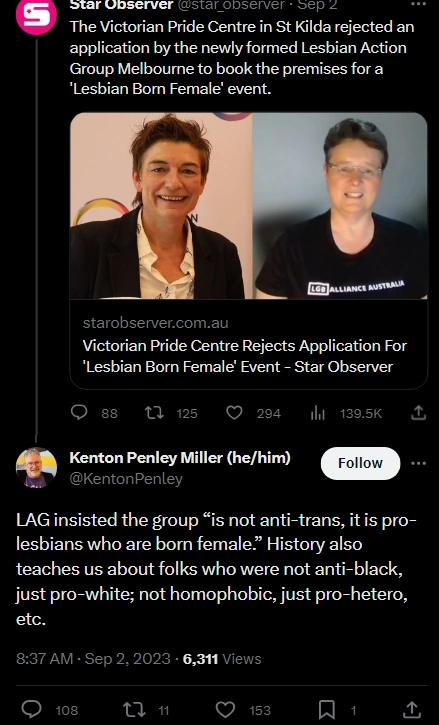 Star Observer @star_observer · Sep 2
The Victorian Pride Centre in St Kilda rejected an
application by the newly formed Lesbian Action
Group Melbourne to book the premises for a
'Lesbian Born Female' event.
LGB ALLIANCE AUSTRALIA
starobserver.com.au
Victorian Pride Centre Rejects Application For
'Lesbian Born Female' Event - Star Observer
88 125 294 139.5K
Kenton Penley Miller (he/him)
@KentonPenley
Follow
LAG insisted the group “is not anti-trans, it is pro-
lesbians who are born female.” History also
teaches us about folks who were not anti-black,
just pro-white; not homophobic, just pro-hetero,
etc.
8:37 AM · Sep 2, 2023 · 6,311 Views
108 11 153 1